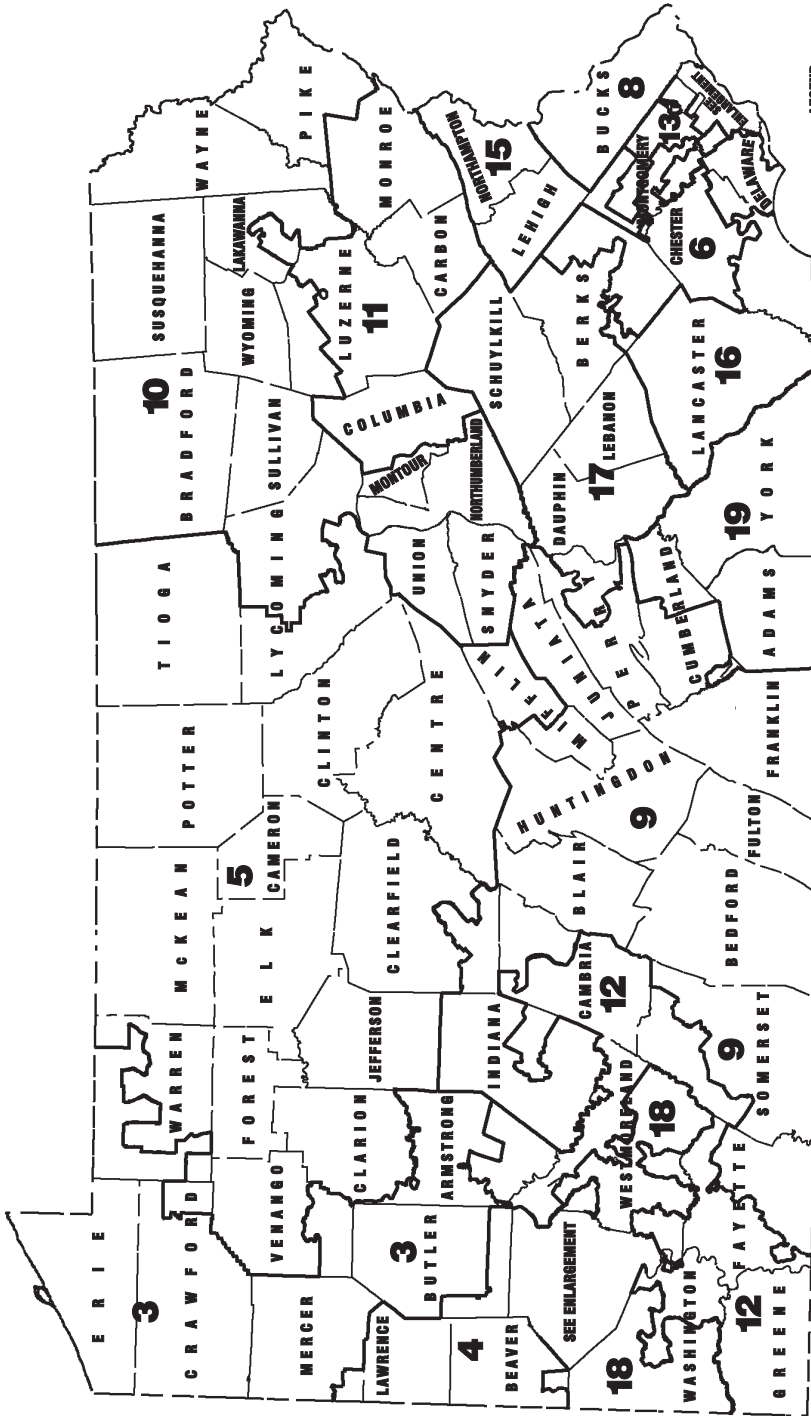 ERIE
3
CRAWFORD
WARREN
MCKEAN
POTTER
TIOGA
BRADFORD
10
SUSQUEHANNA
WAYNE
PIKE
MERCER
VENANGO
FOREST
ELK
5
CAMERON
CLINTON
LYCOMING
SULLIVAN
WYOMING
LAKAWANNA
LAWRENCE
3
BUTLER
CLARION
JEFFERSON
CLEARFIELD
CENTRE
UNION
MONTOUR
COLUMBIA
LUZERNE
11
MONROE
4
BEAVER
ARMSTRONG
INDIANA
SNYDER
NORTHUMBERLAND
SCHUYLKILL
CARBON
NORTHAMPTON
15
LEHIGH
SEE ENLARGEMENT
WESTMORELAND
18
CAMBRIA
12
BLAIR
HUNTINGDON
9
MIFFLIN
JUNIATA
PERRY
DAUPHIN
17
LEBANON
BERKS
BUCKS
8
18
WASHINGTON
FAYETTE
SOMERSET
9
BEDFORD
FULTON
FRANKLIN
CUMBERLAND
ADAMS
19
YORK
LANCASTER
16
CHESTER
6
MONTGOMERY
13
DELAWARE
SEE ENLARGEMENT
12
GREENE